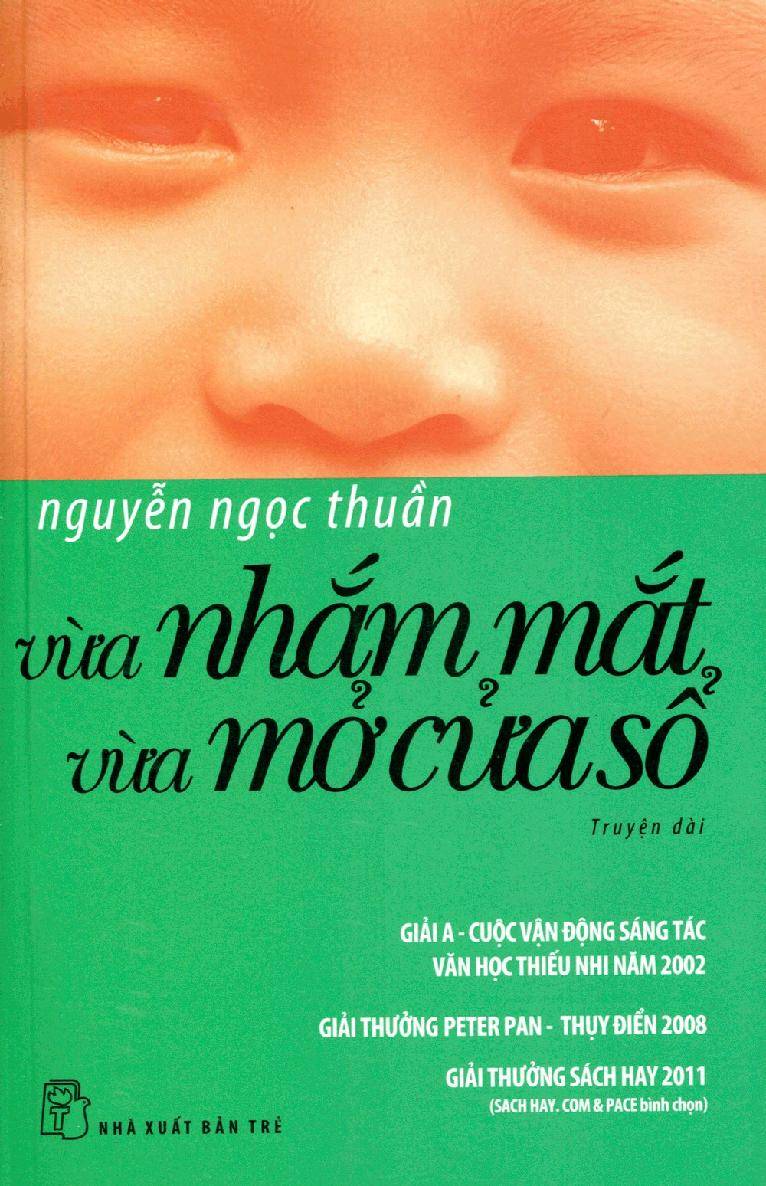 nguyễn ngọc thuần
vừa nhắm mắt
vừa mở cửa sổ
Truyện dài
GIẢI A - CUỘC VẬN ĐỘNG SÁNG TÁC
VĂN HỌC THIẾU NHI NĂM 2002
GIẢI THƯỞNG PETER PAN - THỤY ĐIỂN 2008
GIẢI THƯỞNG SÁCH HAY 2011
(SACH HAY. COM & PACE bình chọn)
T
NHÀ XUẤT BẢN TRẺ